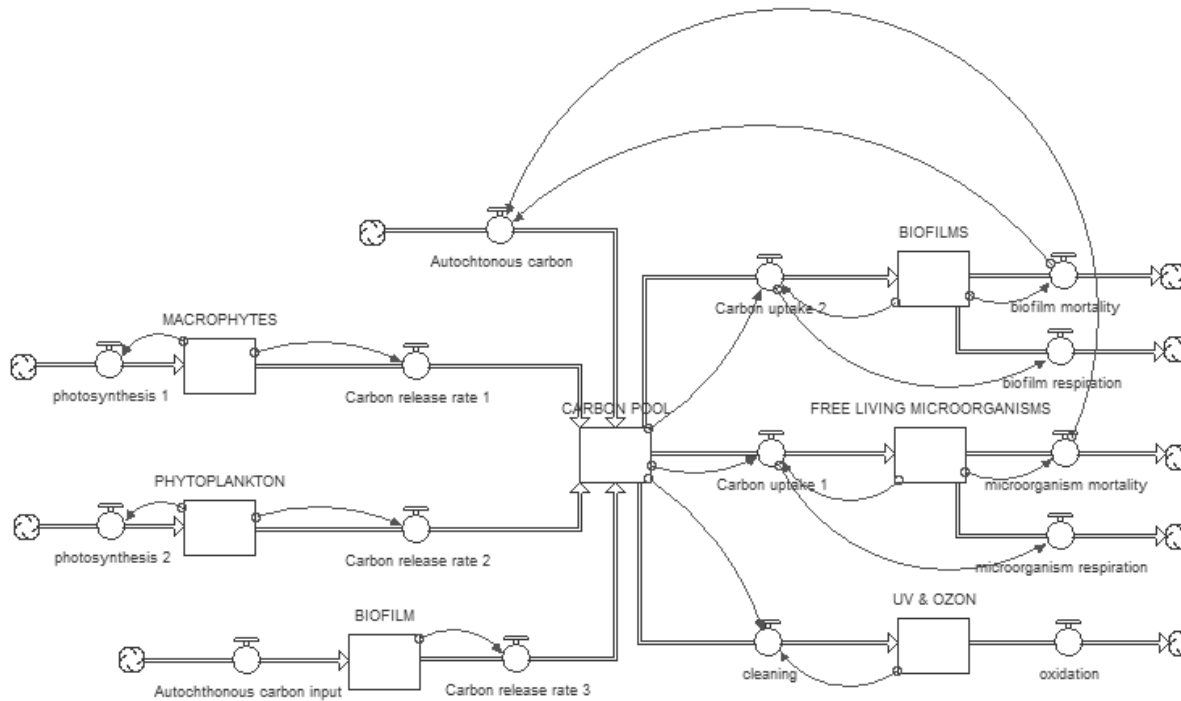 BIOFILMS
Autochtonous carbon
Carbon uptake 2
biofilm mortality
MACROPHYTES
photosynthesis 1
Carbon release rate 1
biofilm respiration
CARBON POOL
FREE LIVING MICROORGANISMS
PHYTOPLANKTON
Carbon uptake 1
microorganism mortality
photosynthesis 2
Carbon release rate 2
microorganism respiration
BIOFILM
UV & OZON
Autochthonous carbon input
Carbon release rate 3
cleaning
oxidation